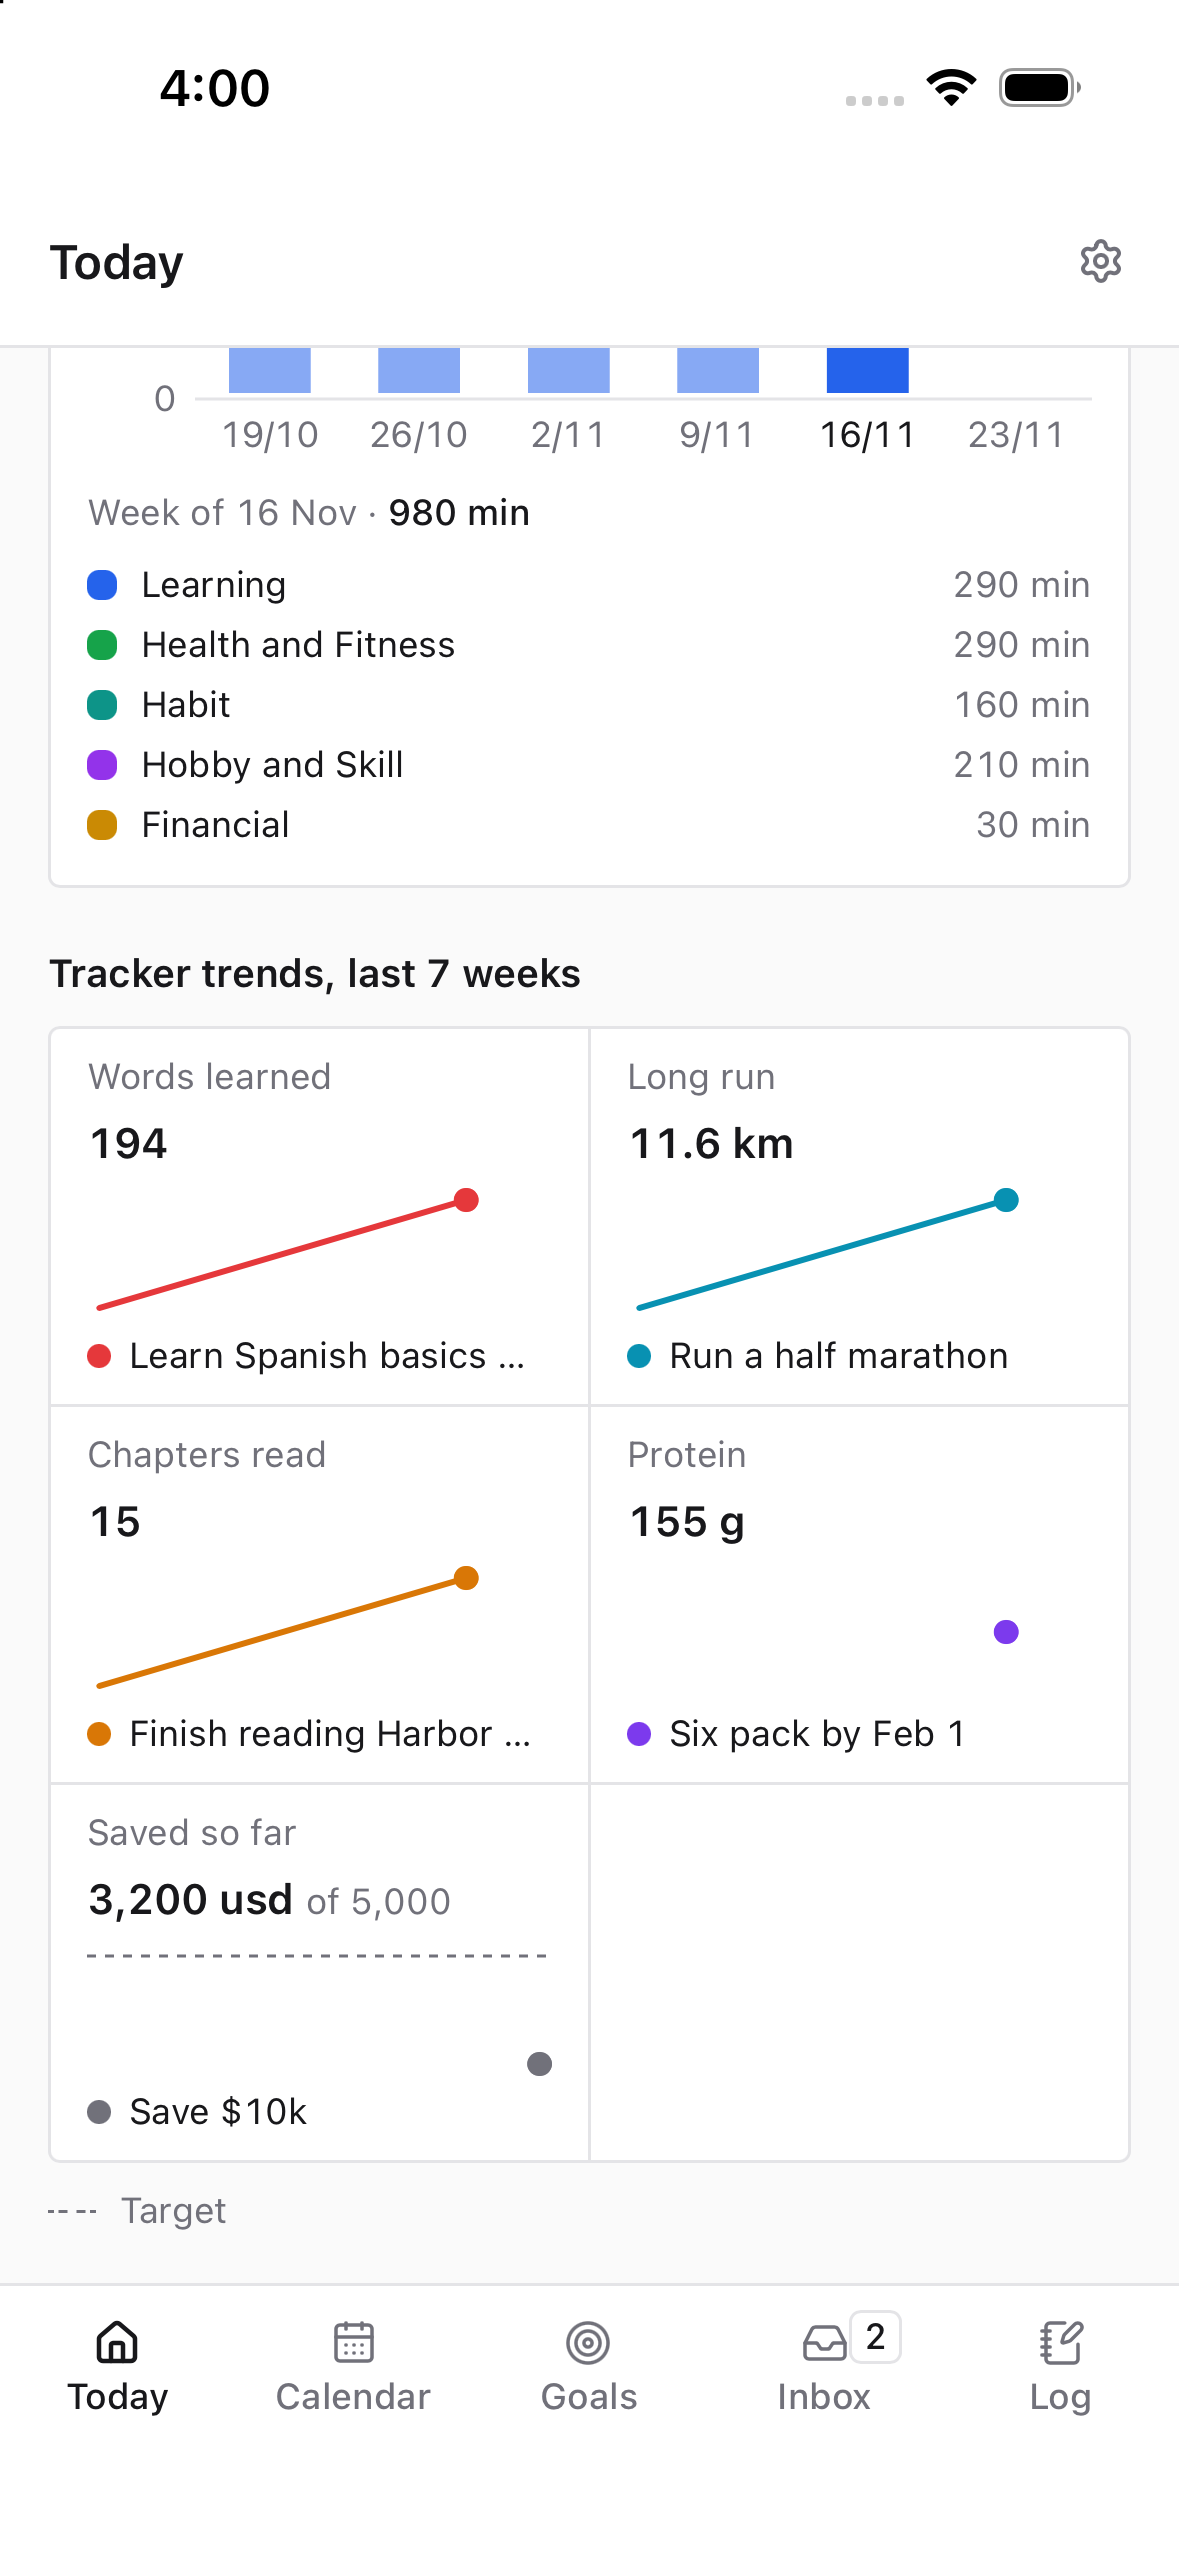 4:00
Today
0
19/10 26/10 2/11 9/11 16/11 23/11
Week of 16 Nov · 980 min
Learning 290 min
Health and Fitness 290 min
Habit 160 min
Hobby and Skill 210 min
Financial 30 min
Tracker trends, last 7 weeks
Words learned
194
Learn Spanish basics ...
Long run
11.6 km
Run a half marathon
Chapters read
15
Finish reading Harbor ...
Protein
155 g
Six pack by Feb 1
Saved so far
3,200 usd of 5,000
Save $10k
Target
Today
Calendar
Goals
Inbox 2
Log